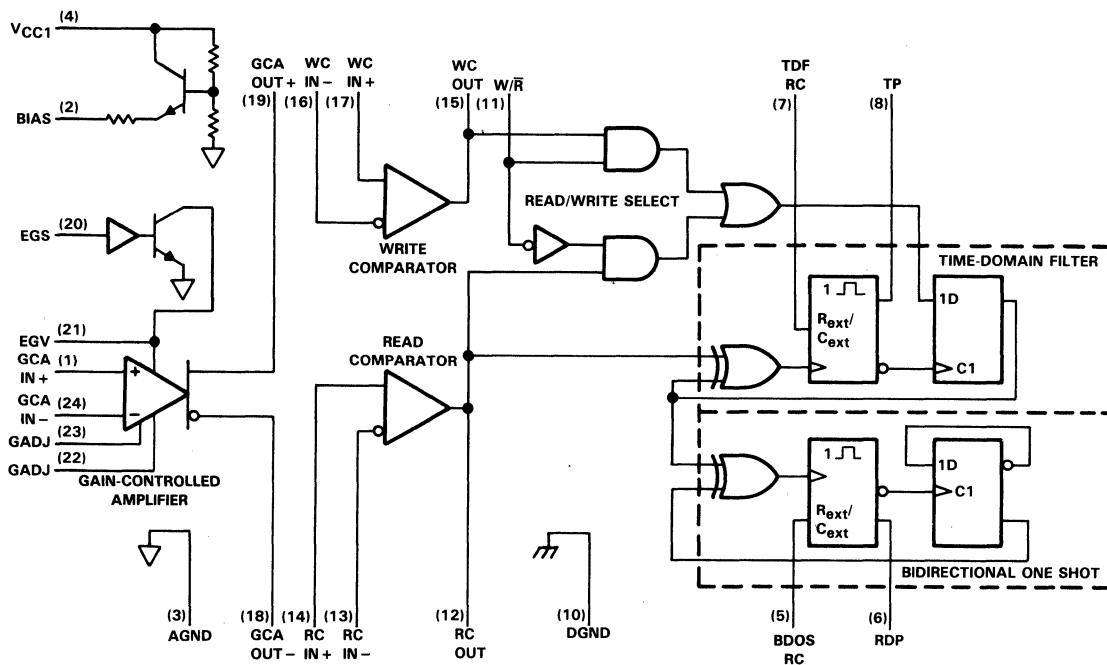 VCC1 (4)
BIAS (2)
GCA OUT+ (19)
WC IN- (16)
WC IN+ (17)
WC OUT (15)
W/R̅ (11)
TDF RC (7)
TP (8)
READ/WRITE SELECT
WRITE COMPARATOR
EGS (20)
TIME-DOMAIN FILTER
1
Rext/ Cext
1D
C1
EGV (21)
GCA IN+ (1)
+
GCA IN- (24)
-
GADJ (23)
GADJ (22)
GAIN-CONTROLLED AMPLIFIER
READ COMPARATOR
1
Rext/ Cext
1D
C1
BIDIRECTIONAL ONE SHOT
(3) AGND
(18) GCA OUT-
(14) RC IN+
(13) RC IN-
(12) RC OUT
(10) DGND
(5) BDOS RC
(6) RDP